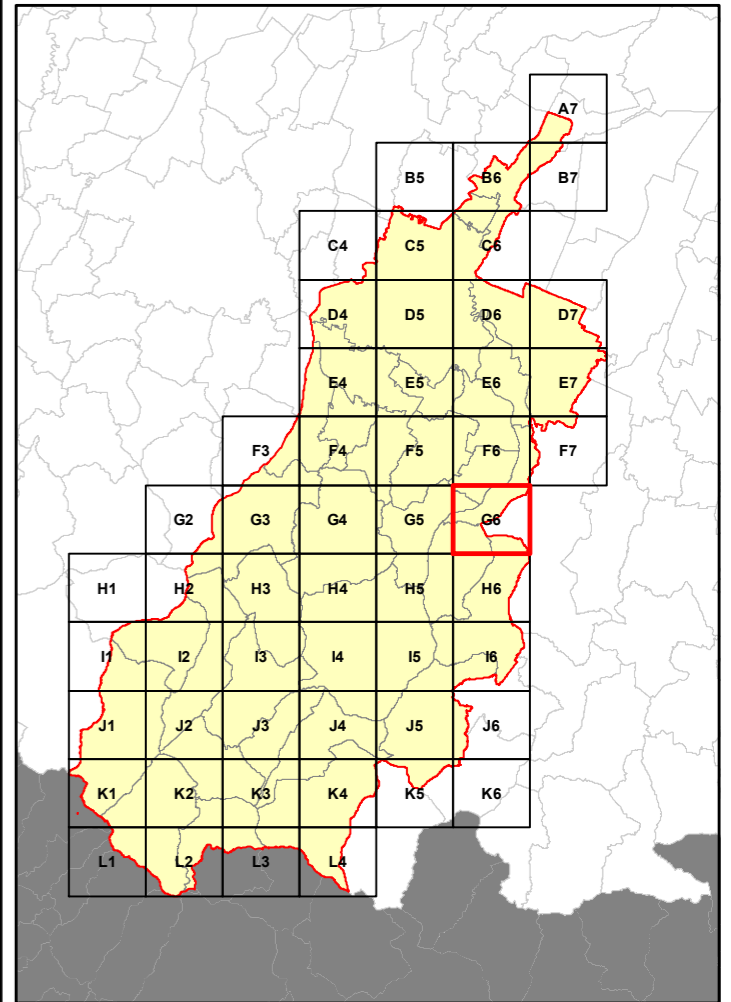 A7
B5 B6 B7
C4 C5 C6
D4 D5 D6 D7
E4 E5 E6 E7
F3 F4 F5 F6 F7
G2 G3 G4 G5 G6
H1 H2 H3 H4 H5 H6
I1 I2 I3 I4 I5 I6
J1 J2 J3 J4 J5 J6
K1 K2 K3 K4 K5 K6
L1 L2 L3 L4